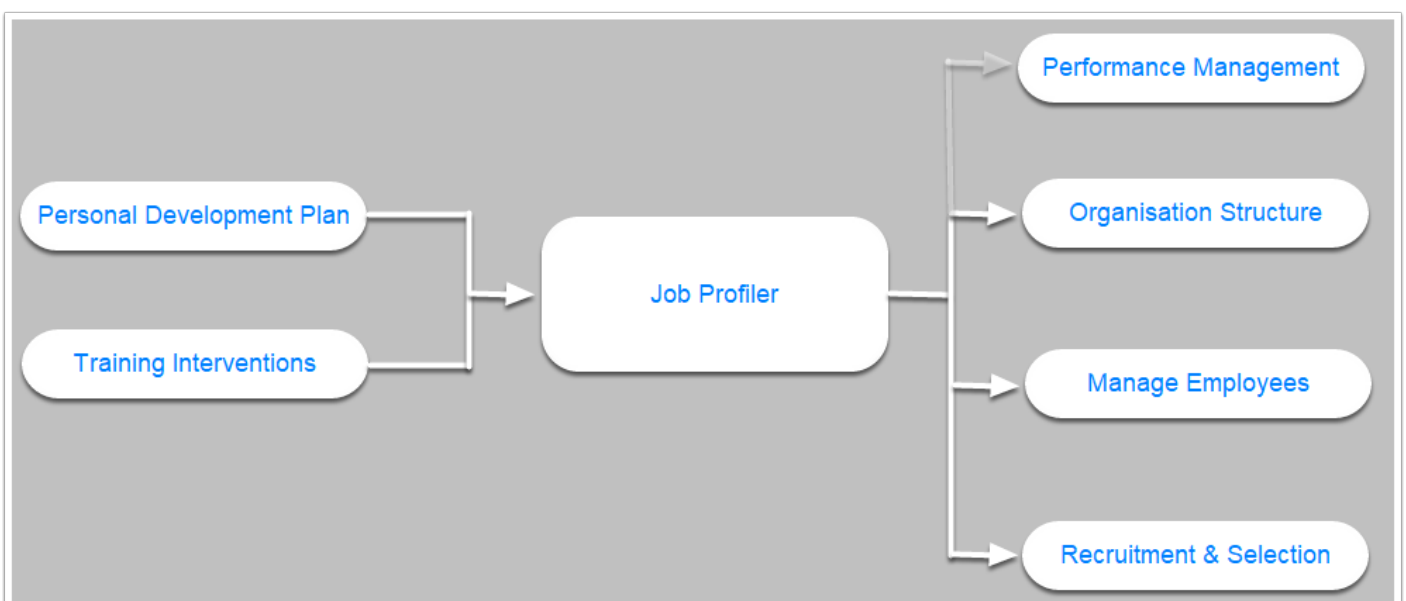 Performance Management
Personal Development Plan
Organisation Structure
Job Profiler
Training Interventions
Manage Employees
Recruitment & Selection